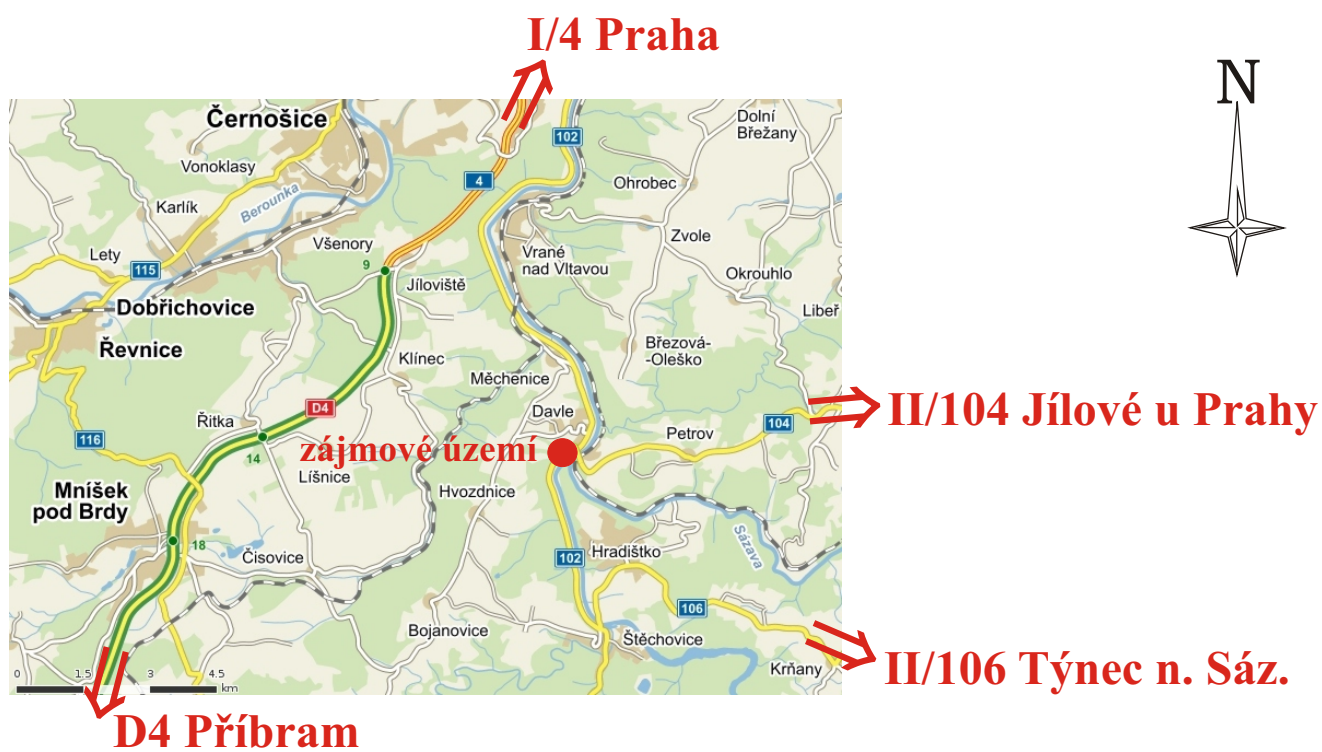 I/4 Praha
N
Černošice
102
Dolní
Břežany
Vonoklasy
4
Ohrobec
Karlík
Berounka
Zvole
Všenory
Vrané
nad Vltavou
Lety
115
9
Okrouhlo
Jíloviště
Dobřichovice
Libeř
Řevnice
Klínec
Březová-
-Oleško
Měchenice
D4
Davle
II/104 Jílové u Prahy
Řitka
104
116
Petrov
zájmové území
14
Líšnice
Mníšek
pod Brdy
Hvozdnice
18
Sázava
Čisovice
102
Hradištko
106
Bojanovice
Štěchovice
Krňany
II/106 Týnec n. Sáz.
0 1.5 3 4.5
km
D4 Příbram